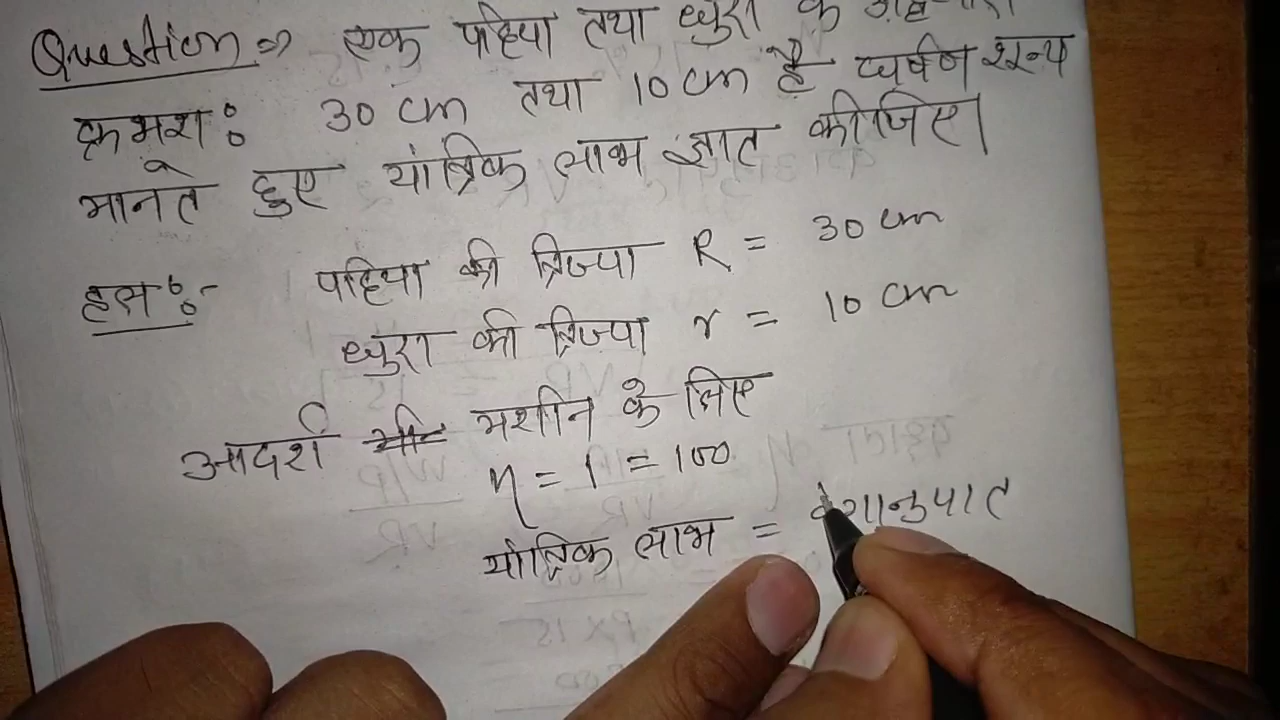 Question => एक पहिया तथा धुरा के
क्रमशः 30 cm तथा 10 cm है घर्षण शून्य
मानते हुए यांत्रिक लाभ ज्ञात कीजिए।
हल :- पहिया की त्रिज्या R = 30 cm
धुरा की त्रिज्या r = 10 cm
आदर्श मशीन के लिए
η = 1 = 100
यांत्रिक लाभ = वेगानुपात